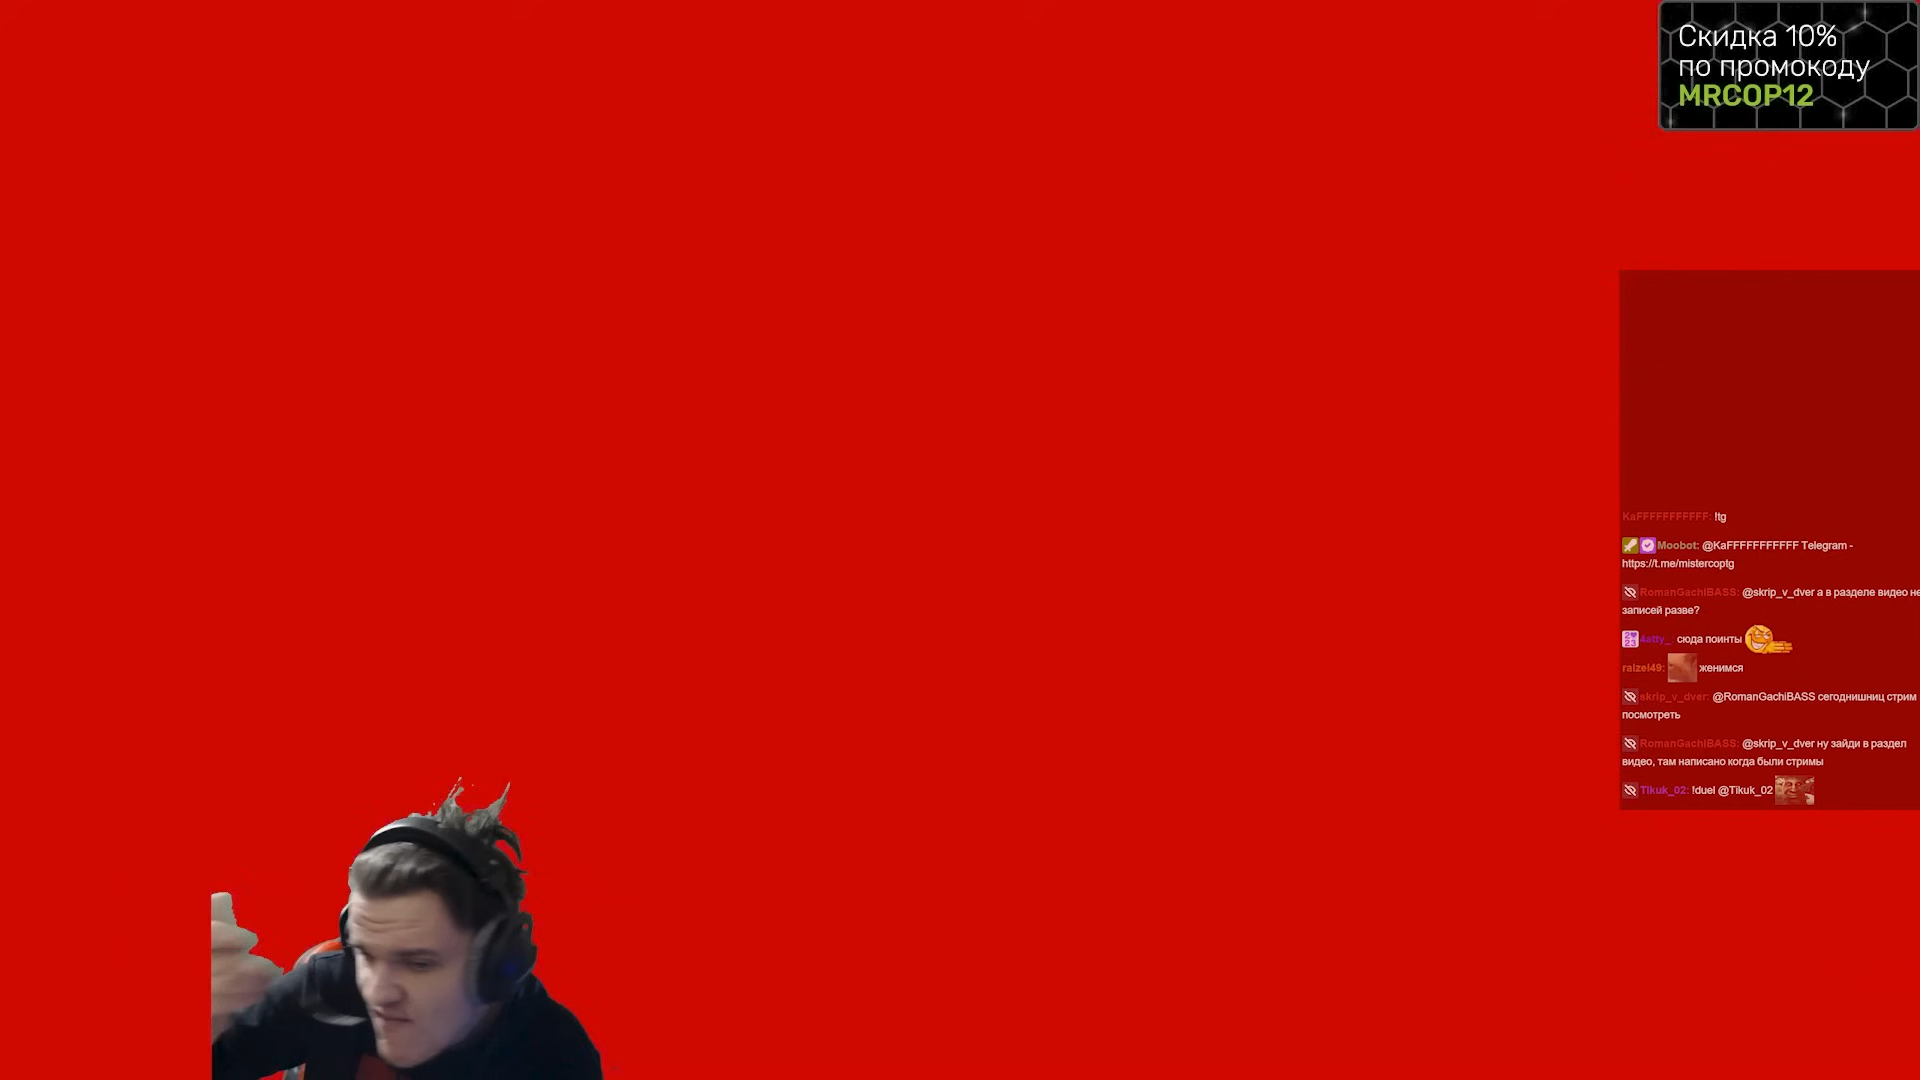 Скидка 10%
по промокоду
MRCOP12
KaFFFFFFFFFFF: !tg
Moobot: @KaFFFFFFFFFFF Telegram -
https://t.me/mistercoptg
RomanGachiBASS: @skrip_v_dver а в разделе видео не
записей разве?
4atty_: сюда поинты
raizel49: женимся
skrip_v_dver: @RomanGachiBASS сегоднишниц стрим
посмотреть
RomanGachiBASS: @skrip_v_dver ну зайди в раздел
видео, там написано когда были стримы
Tikuk_02: !duel @Tikuk_02